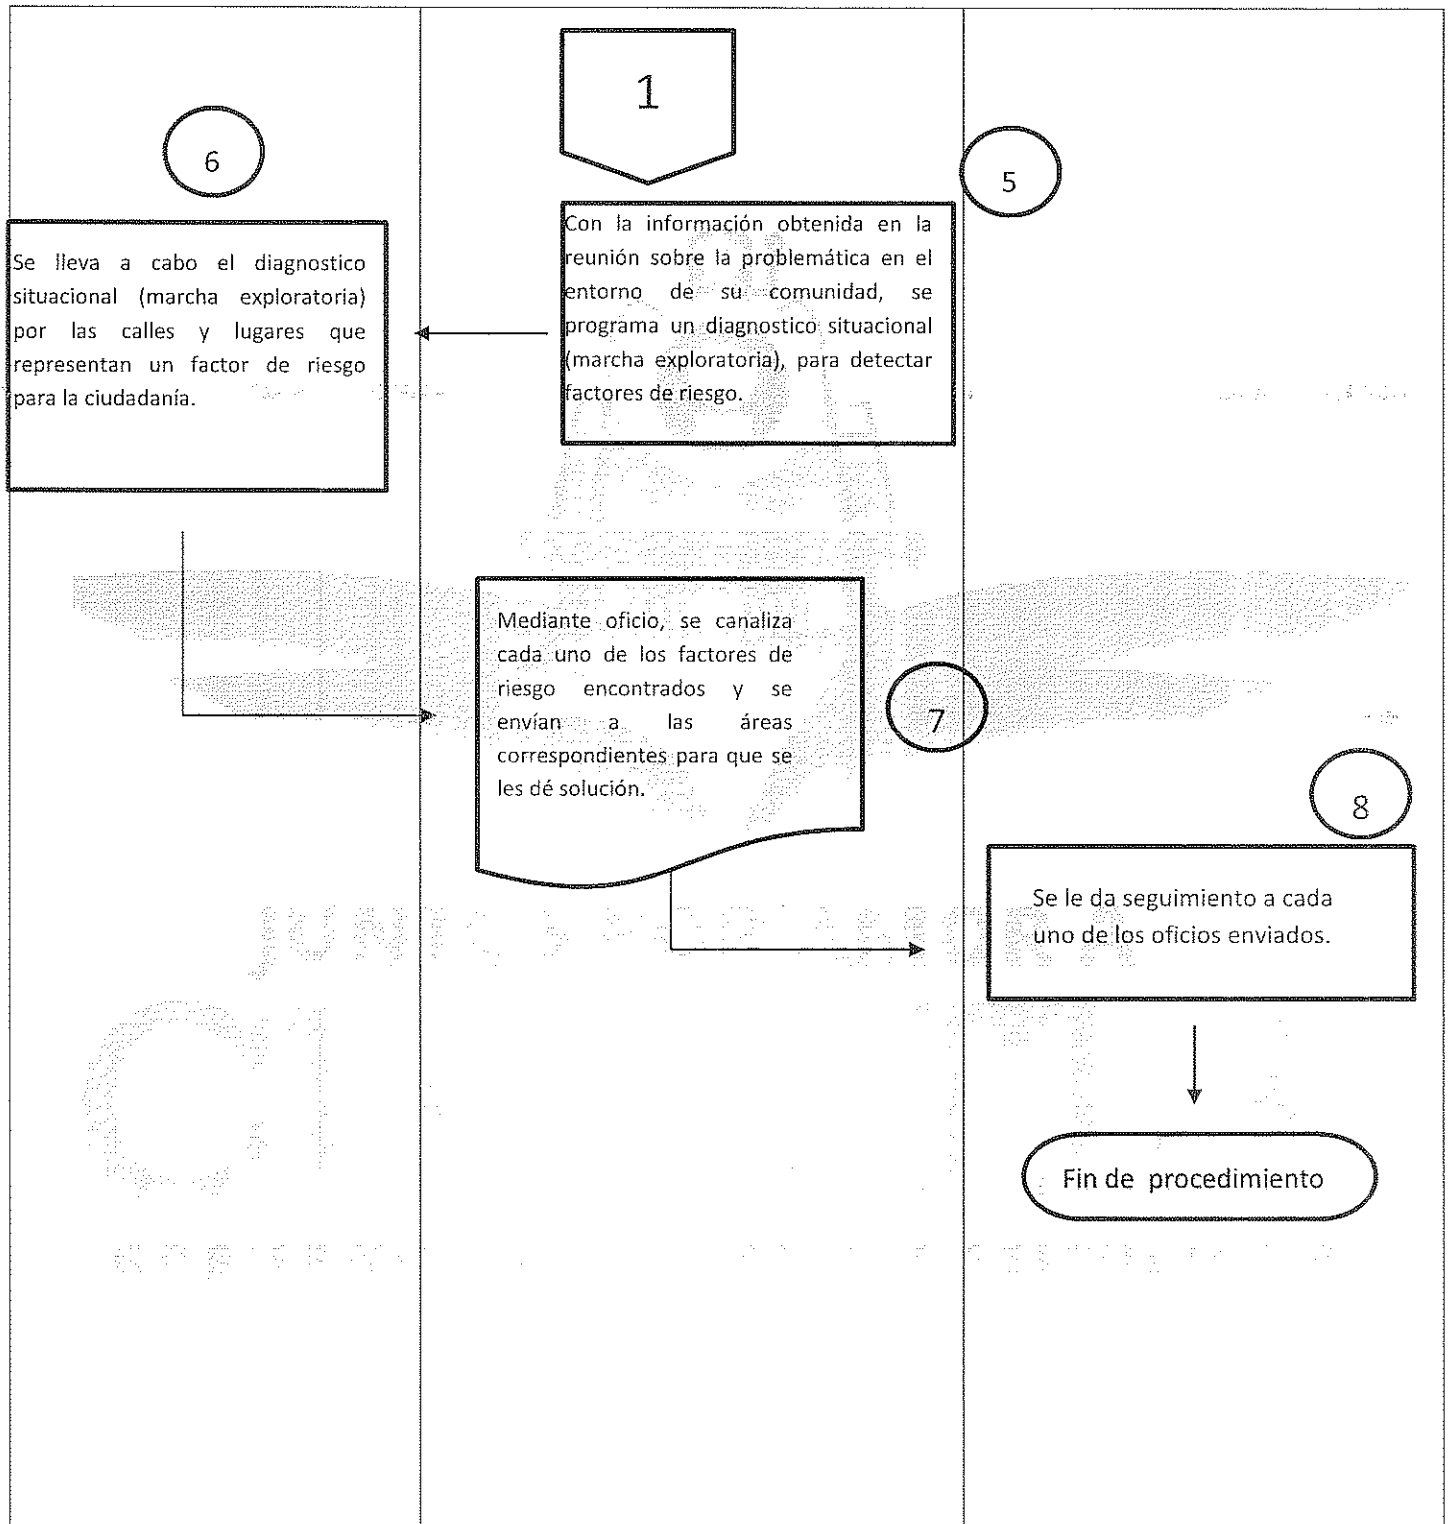 1
5
Con la información obtenida en la
reunión sobre la problemática en el
entorno de su comunidad, se
programa un diagnostico situacional
(marcha exploratoria), para detectar
factores de riesgo.
6
Se lleva a cabo el diagnostico
situacional (marcha exploratoria)
por las calles y lugares que
representan un factor de riesgo
para la ciudadanía.
7
Mediante oficio, se canaliza
cada uno de los factores de
riesgo encontrados y se
envían a las áreas
correspondientes para que se
les dé solución.
8
Se le da seguimiento a cada
uno de los oficios enviados.
Fin de procedimiento
JUNTOS POR AMOR A